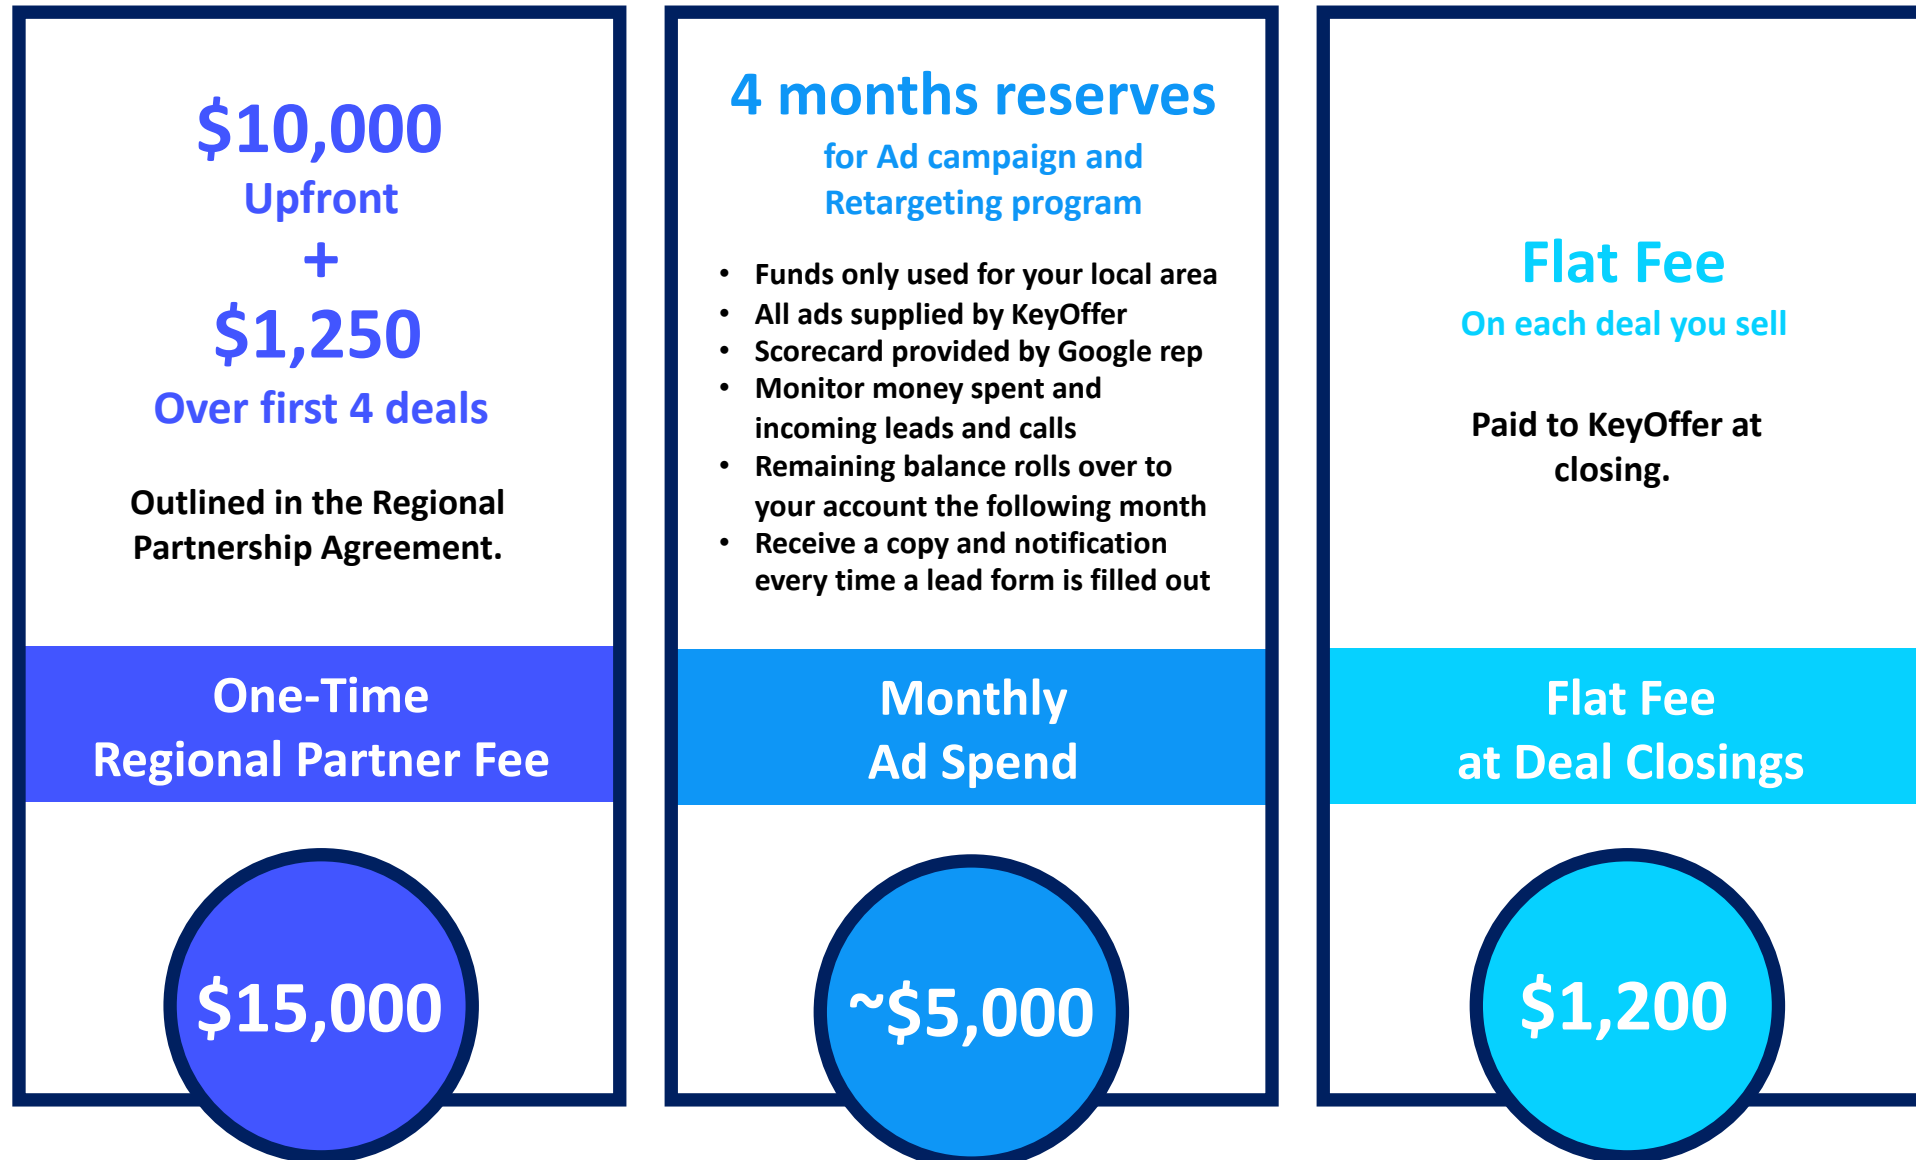 $10,000
Upfront
+
$1,250
Over first 4 deals
Outlined in the Regional
Partnership Agreement.
One-Time
Regional Partner Fee
$15,000
4 months reserves
for Ad campaign and
Retargeting program
• Funds only used for your local area
• All ads supplied by KeyOffer
• Scorecard provided by Google rep
• Monitor money spent and
incoming leads and calls
• Remaining balance rolls over to
your account the following month
• Receive a copy and notification
every time a lead form is filled out
Monthly
Ad Spend
~$5,000
Flat Fee
On each deal you sell
Paid to KeyOffer at
closing.
Flat Fee
at Deal Closings
$1,200